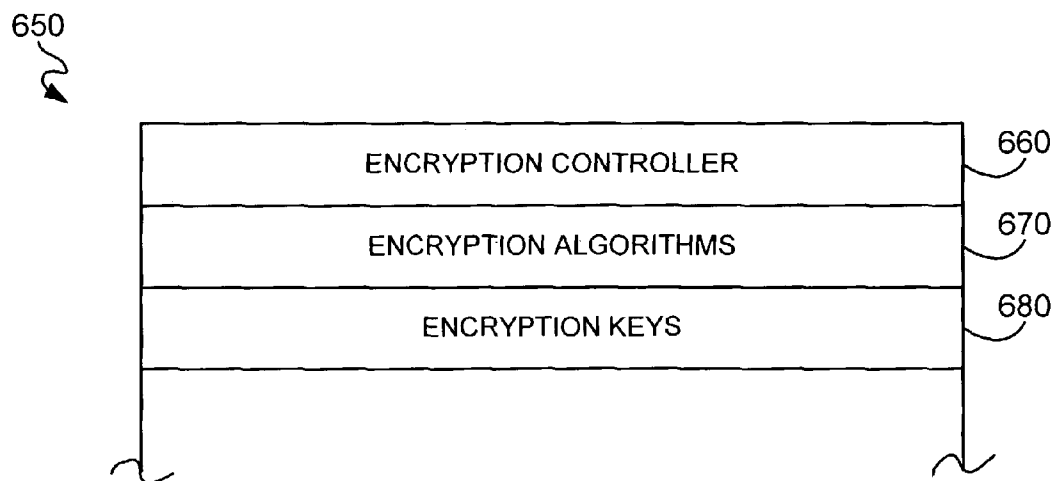 650
ENCRYPTION CONTROLLER
660
ENCRYPTION ALGORITHMS
670
ENCRYPTION KEYS
680